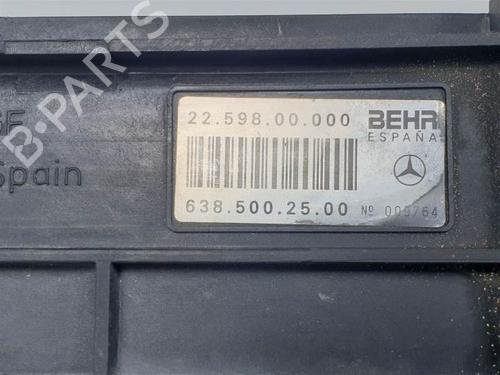 22.598.00.000
BEHR
ESPAÑA
638.500.25.00 Nº 009764
Spain
B-PARTS